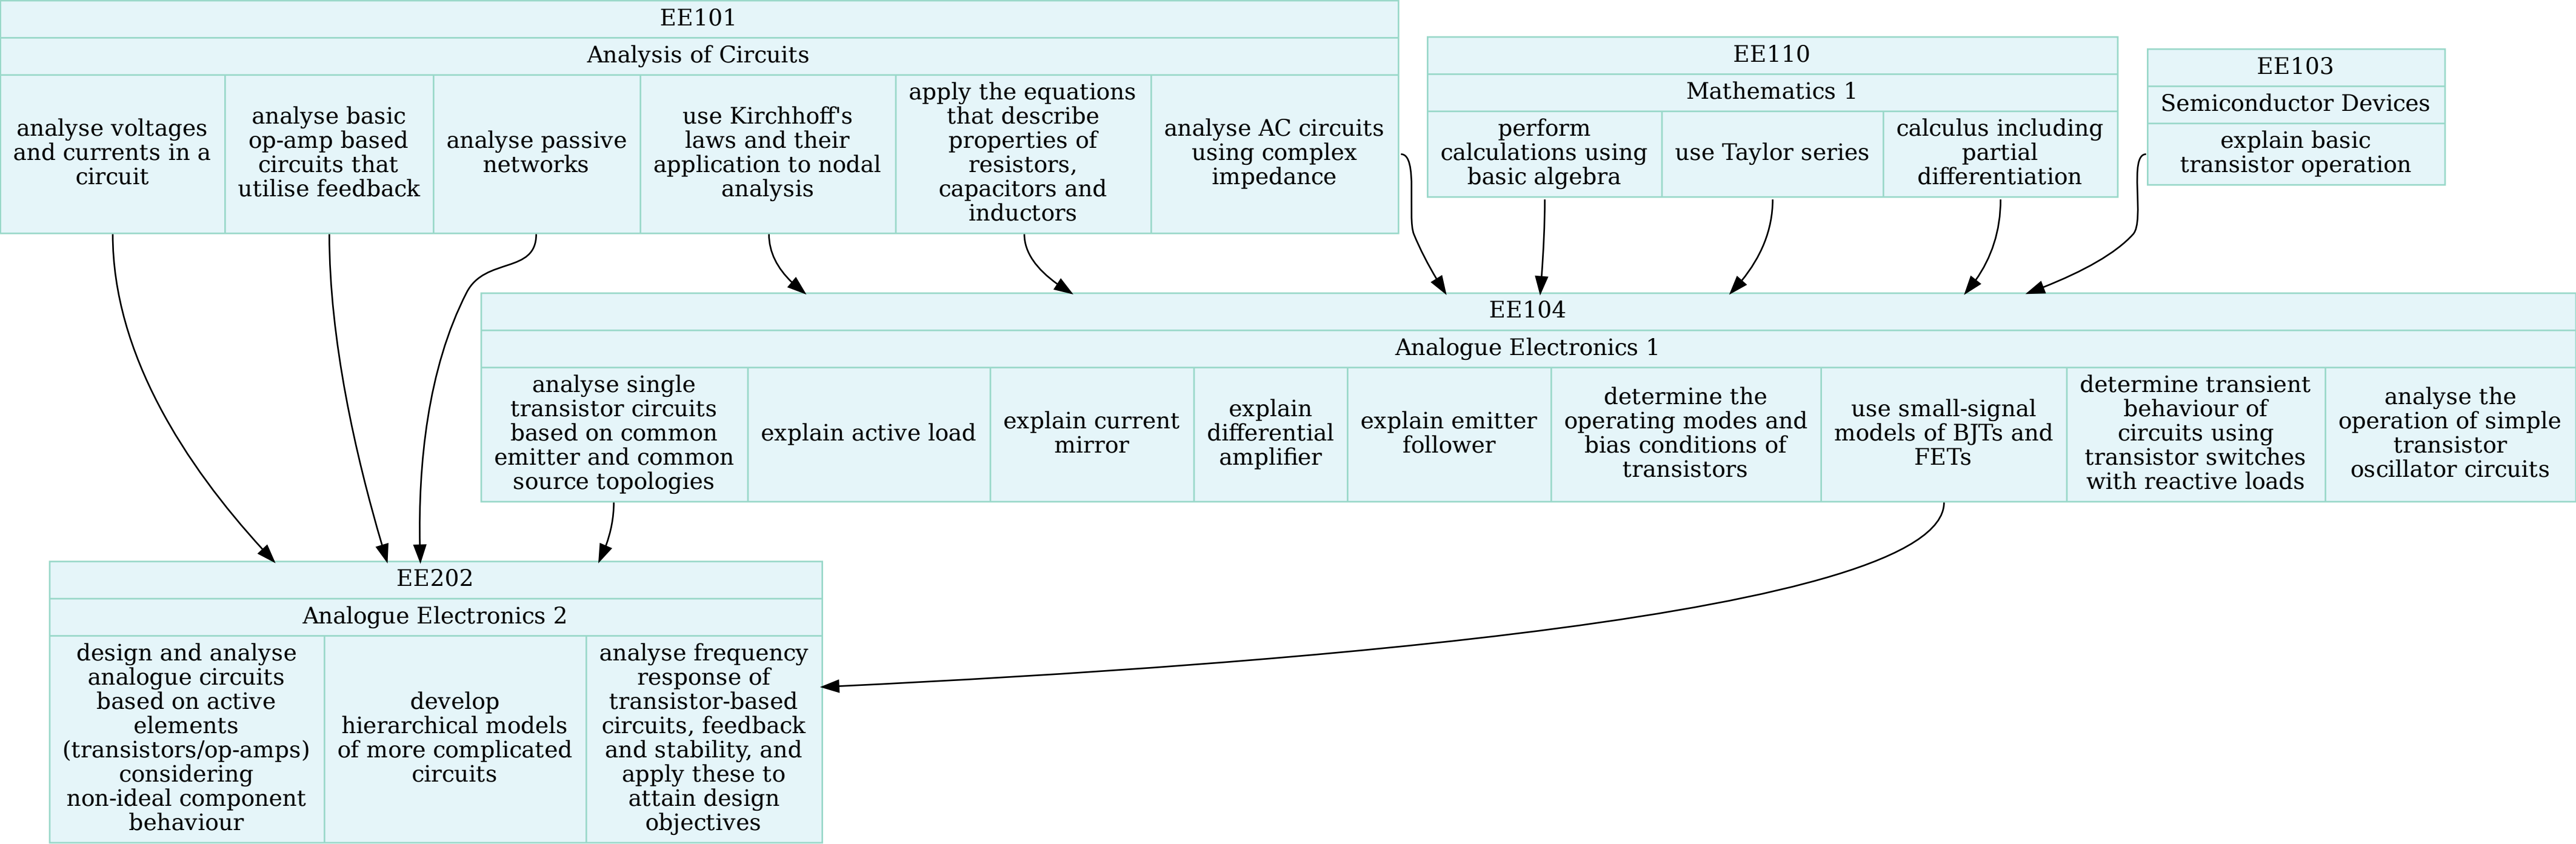 EE101
Analysis of Circuits
analyse voltages
and currents in a
circuit
analyse basic
op-amp based
circuits that
utilise feedback
analyse passive
networks
use Kirchhoff's
laws and their
application to nodal
analysis
apply the equations
that describe
properties of
resistors,
capacitors and
inductors
analyse AC circuits
using complex
impedance
EE110
Mathematics 1
perform
calculations using
basic algebra
use Taylor series
calculus including
partial
differentiation
EE103
Semiconductor Devices
explain basic
transistor operation
EE104
Analogue Electronics 1
analyse single
transistor circuits
based on common
emitter and common
source topologies
explain active load
explain current
mirror
explain
differential
amplifier
explain emitter
follower
determine the
operating modes and
bias conditions of
transistors
use small-signal
models of BJTs and
FETs
determine transient
behaviour of
circuits using
transistor switches
with reactive loads
analyse the
operation of simple
transistor
oscillator circuits
EE202
Analogue Electronics 2
design and analyse
analogue circuits
based on active
elements
(transistors/op-amps)
considering
non-ideal component
behaviour
develop
hierarchical models
of more complicated
circuits
analyse frequency
response of
transistor-based
circuits, feedback
and stability, and
apply these to
attain design
objectives